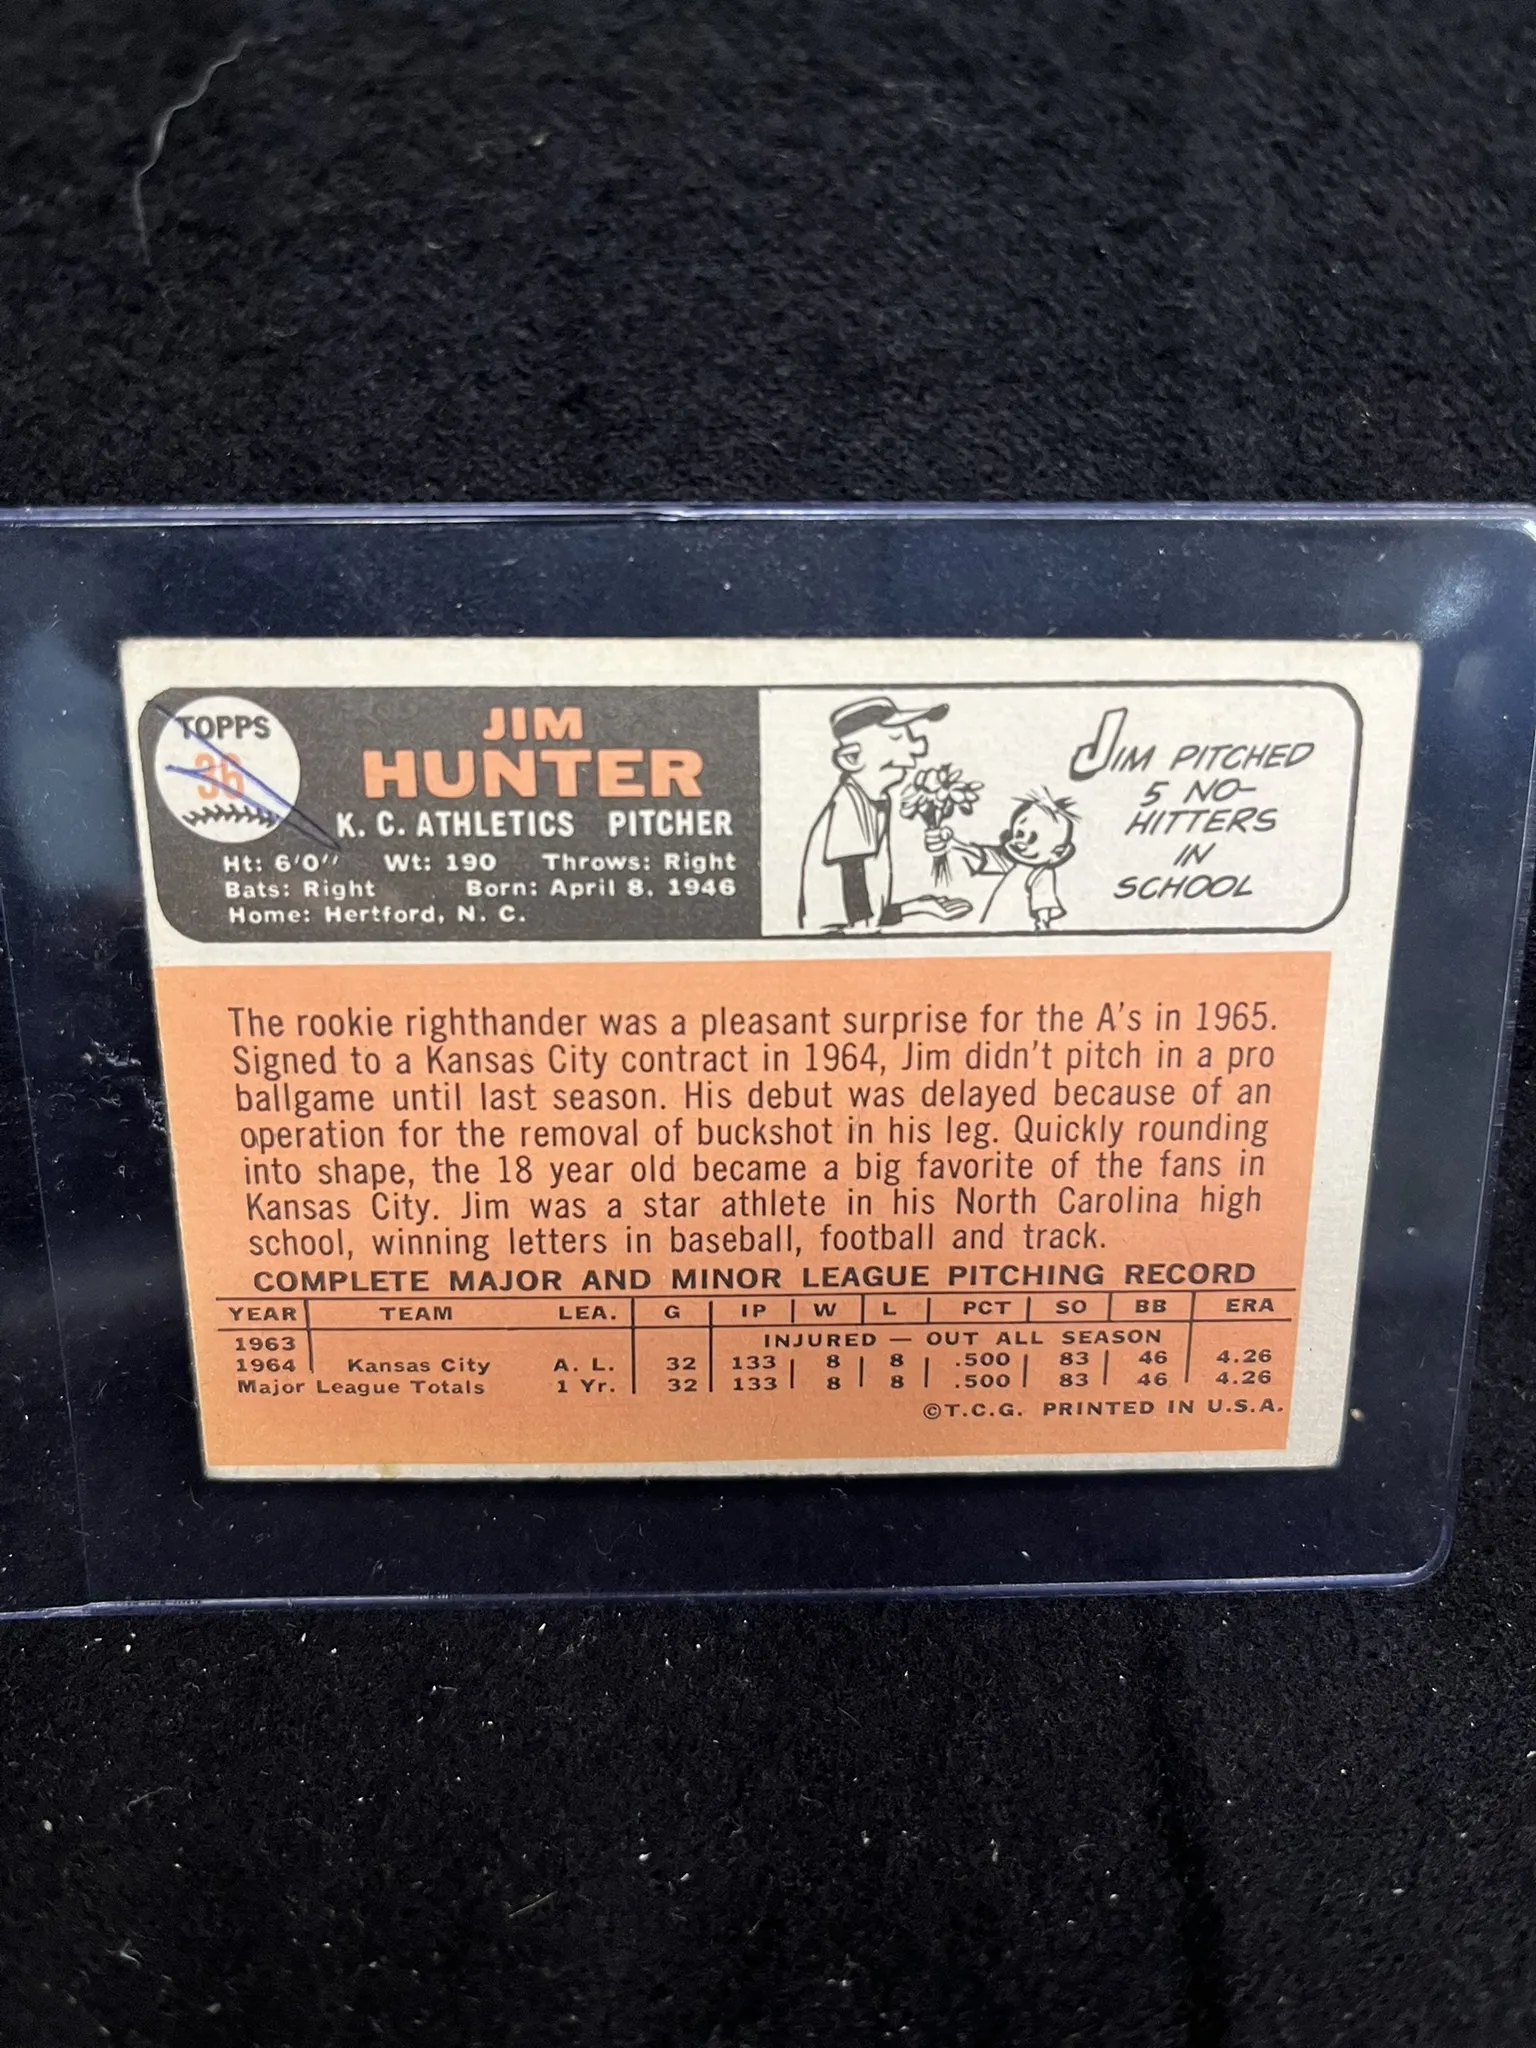 TOPPS
36
JIM
HUNTER
K. C. ATHLETICS PITCHER
Ht: 6'0" Wt: 190 Throws: Right
Bats: Right Born: April 8, 1946
Home: Hertford, N. C.
JIM PITCHED
5 NO-
HITTERS
IN
SCHOOL
The rookie righthander was a pleasant surprise for the A's in 1965.
Signed to a Kansas City contract in 1964, Jim didn't pitch in a pro
ballgame until last season. His debut was delayed because of an
operation for the removal of buckshot in his leg. Quickly rounding
into shape, the 18 year old became a big favorite of the fans in
Kansas City. Jim was a star athlete in his North Carolina high
school, winning letters in baseball, football and track.
COMPLETE MAJOR AND MINOR LEAGUE PITCHING RECORD
YEAR TEAM LEA. G IP W L PCT SO BB ERA
1963 INJURED — OUT ALL SEASON
1964 Kansas City A. L. 32 133 8 8 .500 83 46 4.26
Major League Totals 1 Yr. 32 133 8 8 .500 83 46 4.26
©T.C.G. PRINTED IN U.S.A.